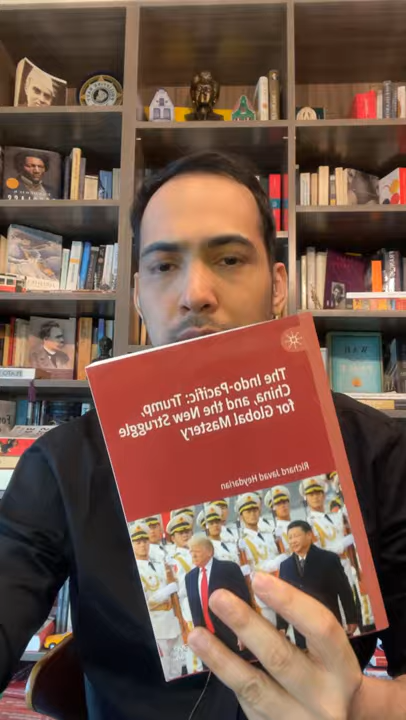 The Indo-Pacific: Trump,
China, and the New Struggle
for Global Mastery
Richard Javad Heydarian